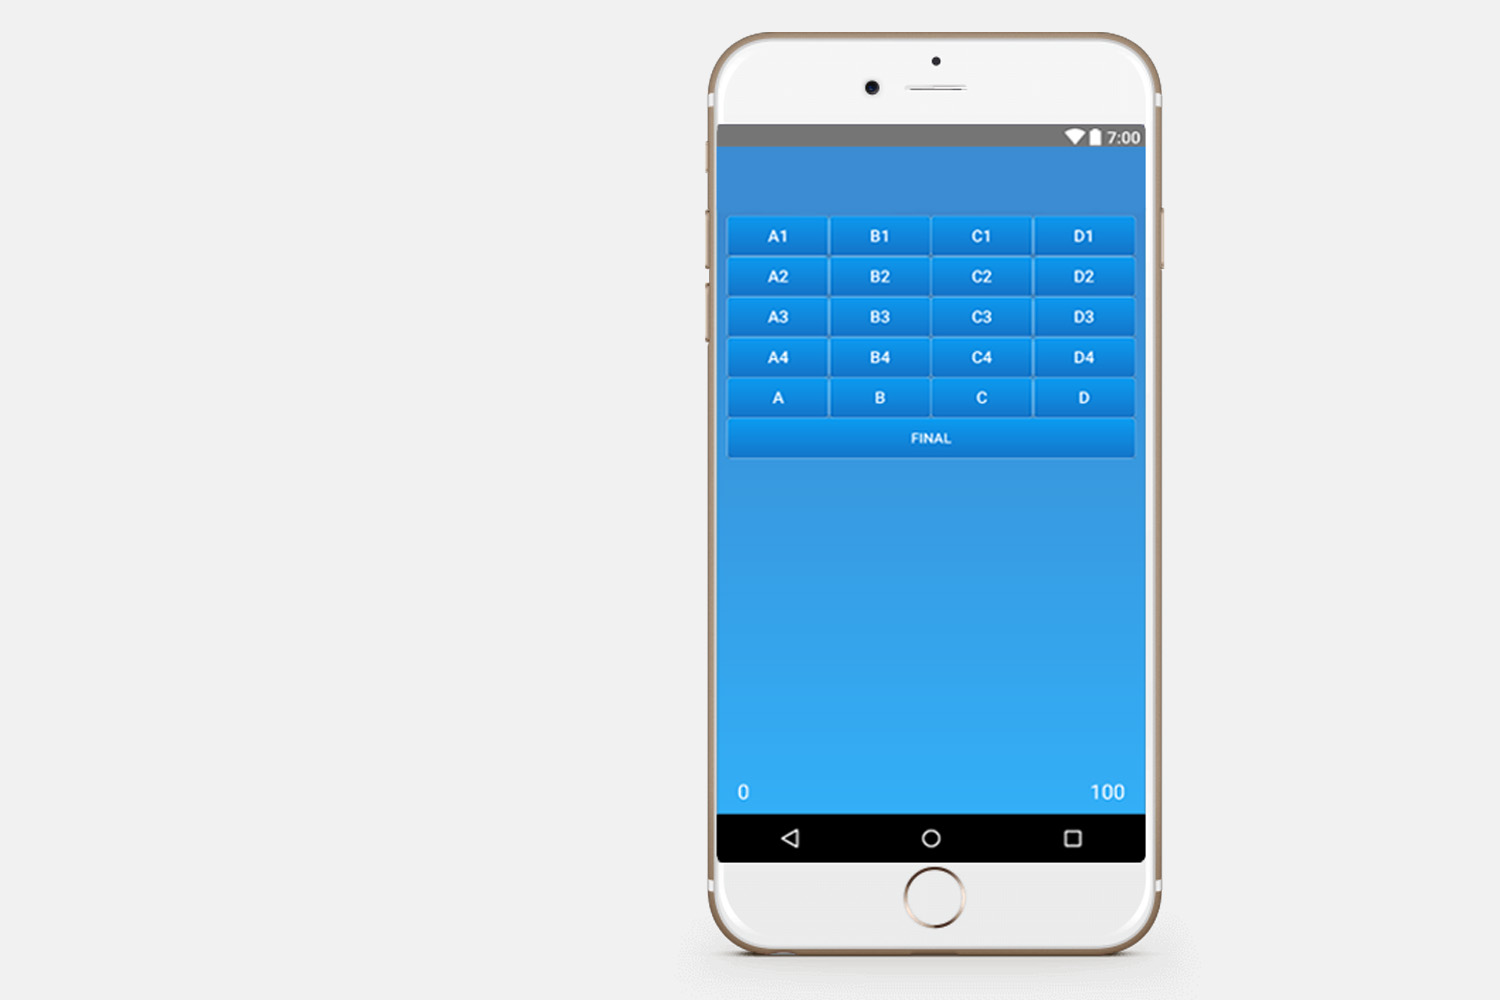 7:00
A1 B1 C1 D1
A2 B2 C2 D2
A3 B3 C3 D3
A4 B4 C4 D4
A B C D
FINAL
0 100